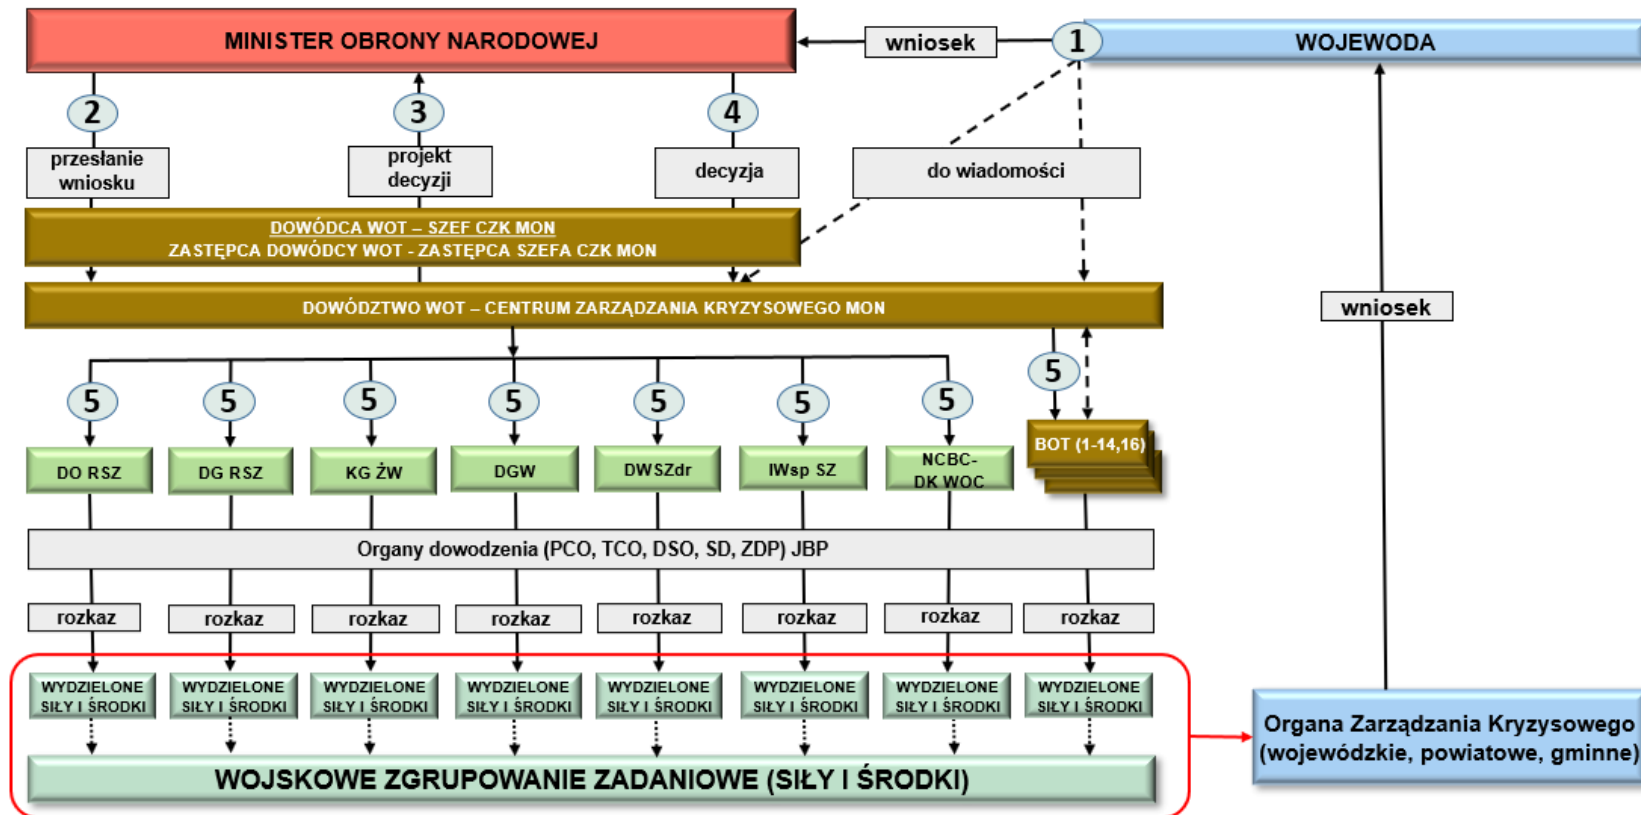 MINISTER OBRONY NARODOWEJ
wniosek
1
WOJEWODA
2
3
4
przesłanie
wniosku
projekt
decyzji
decyzja
do wiadomości
DOWÓDCA WOT – SZEF CZK MON
ZASTĘPCA DOWÓDCY WOT - ZASTĘPCA SZEFA CZK MON
DOWÓDZTWO WOT – CENTRUM ZARZĄDZANIA KRYZYSOWEGO MON
wniosek
5
5
5
5
5
5
5
5
DO RSZ
DG RSZ
KG ŻW
DGW
DWSZdr
IWsp SZ
NCBC-
DK WOC
BOT (1-14,16)
Organy dowodzenia (PCO, TCO, DSO, SD, ZDP) JBP
rozkaz
rozkaz
rozkaz
rozkaz
rozkaz
rozkaz
rozkaz
rozkaz
WYDZIELONE
SIŁY I ŚRODKI
WYDZIELONE
SIŁY I ŚRODKI
WYDZIELONE
SIŁY I ŚRODKI
WYDZIELONE
SIŁY I ŚRODKI
WYDZIELONE
SIŁY I ŚRODKI
WYDZIELONE
SIŁY I ŚRODKI
WYDZIELONE
SIŁY I ŚRODKI
WYDZIELONE
SIŁY I ŚRODKI
Organa Zarządzania Kryzysowego
(wojewódzkie, powiatowe, gminne)
WOJSKOWE ZGRUPOWANIE ZADANIOWE (SIŁY I ŚRODKI)